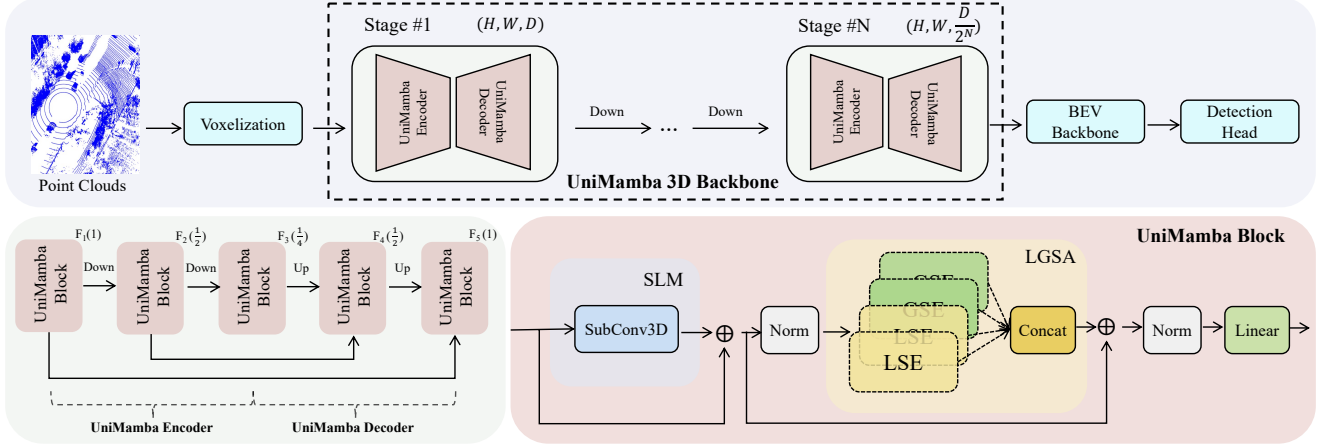 Stage #1
(H, W, D)
Stage #N
(H, W, D/2^N)
UniMamba
Encoder
UniMamba
Decoder
Down
...
Down
UniMamba
Encoder
UniMamba
Decoder
Voxelization
BEV
Backbone
Detection
Head
Point Clouds
UniMamba 3D Backbone
F₁(1)
F₂(1/2)
F₃(1/4)
F₄(1/2)
F₅(1)
UniMamba
Block
Down
UniMamba
Block
Down
UniMamba
Block
Up
UniMamba
Block
Up
UniMamba
Block
UniMamba Encoder
UniMamba Decoder
UniMamba Block
SLM
LGSA
SubConv3D
⊕
Norm
GSE
GSE
LSE
LSE
Concat
⊕
Norm
Linear